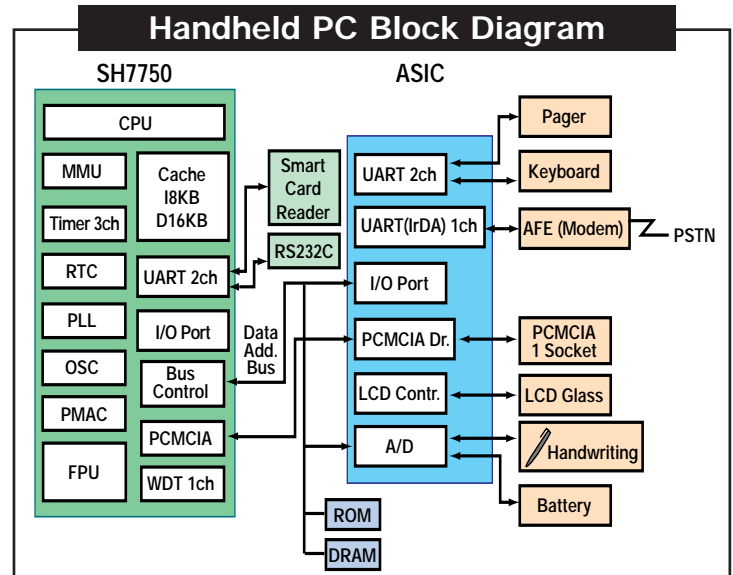 Handheld PC Block Diagram
SH7750
ASIC
CPU
MMU
Cache
I8KB
D16KB
Timer 3ch
RTC
UART 2ch
PLL
I/O Port
OSC
Bus
Control
PMAC
PCMCIA
FPU
WDT 1ch
Smart
Card
Reader
RS232C
Data
Add.
Bus
UART 2ch
UART(IrDA) 1ch
I/O Port
PCMCIA Dr.
LCD Contr.
A/D
ROM
DRAM
Pager
Keyboard
AFE (Modem)
PSTN
PCMCIA
1 Socket
LCD Glass
Handwriting
Battery